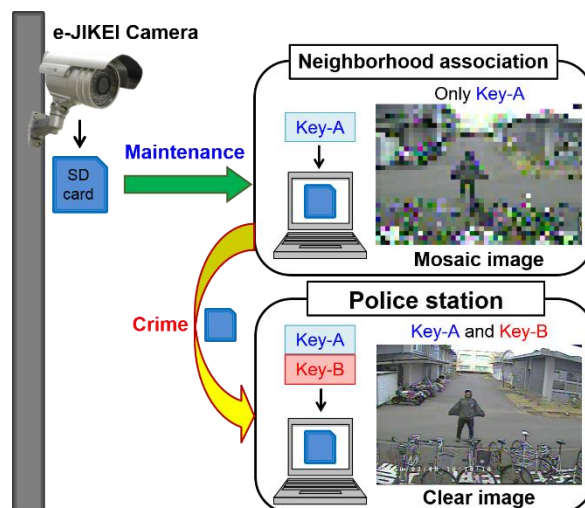 e-JIKEI Camera
SD
card
Maintenance
Neighborhood association
Only Key-A
Key-A
Mosaic image
Crime
Police station
Key-A and Key-B
Key-A
Key-B
Clear image